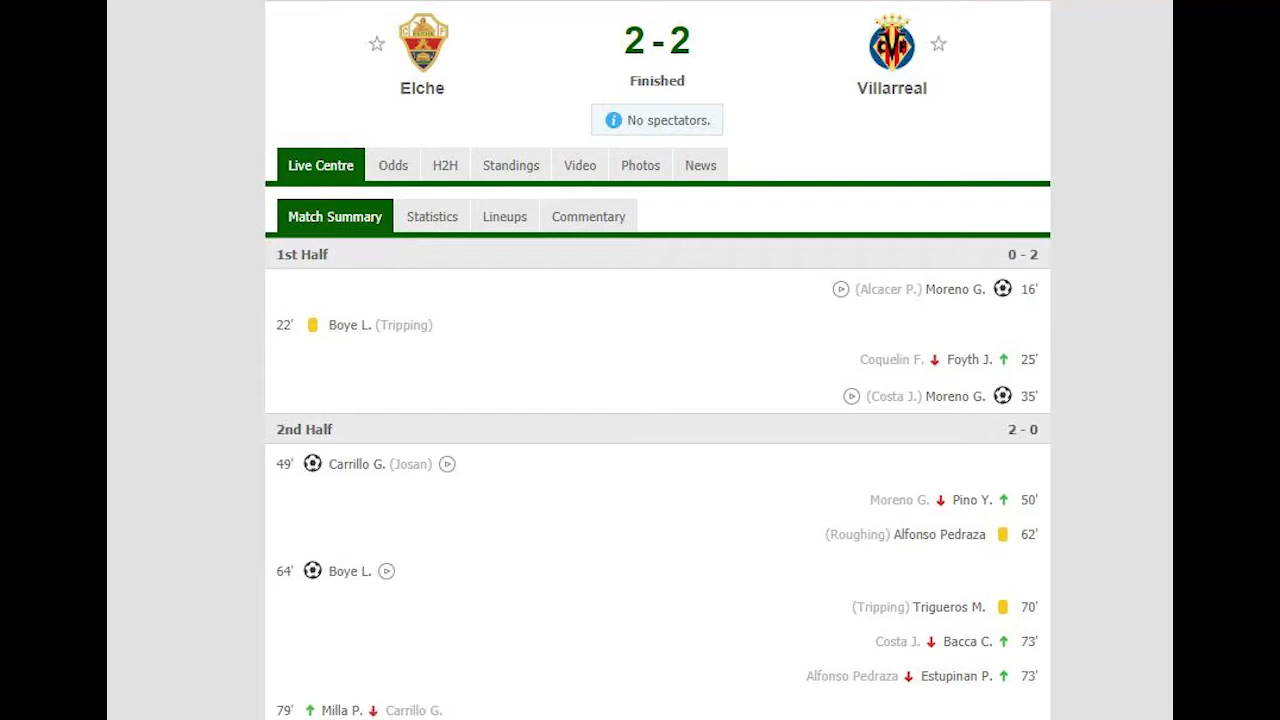 2 - 2
Finished
Elche
Villarreal
No spectators.
Live Centre Odds H2H Standings Video Photos News
Match Summary Statistics Lineups Commentary
1st Half 0 - 2
(Alcacer P.) Moreno G. 16'
22' Boye L. (Tripping)
Coquelin F. Foyth J. 25'
(Costa J.) Moreno G. 35'
2nd Half 2 - 0
49' Carrillo G. (Josan)
Moreno G. Pino Y. 50'
(Roughing) Alfonso Pedraza 62'
64' Boye L.
(Tripping) Trigueros M. 70'
Costa J. Bacca C. 73'
Alfonso Pedraza Estupinan P. 73'
79' Milla P. Carrillo G.